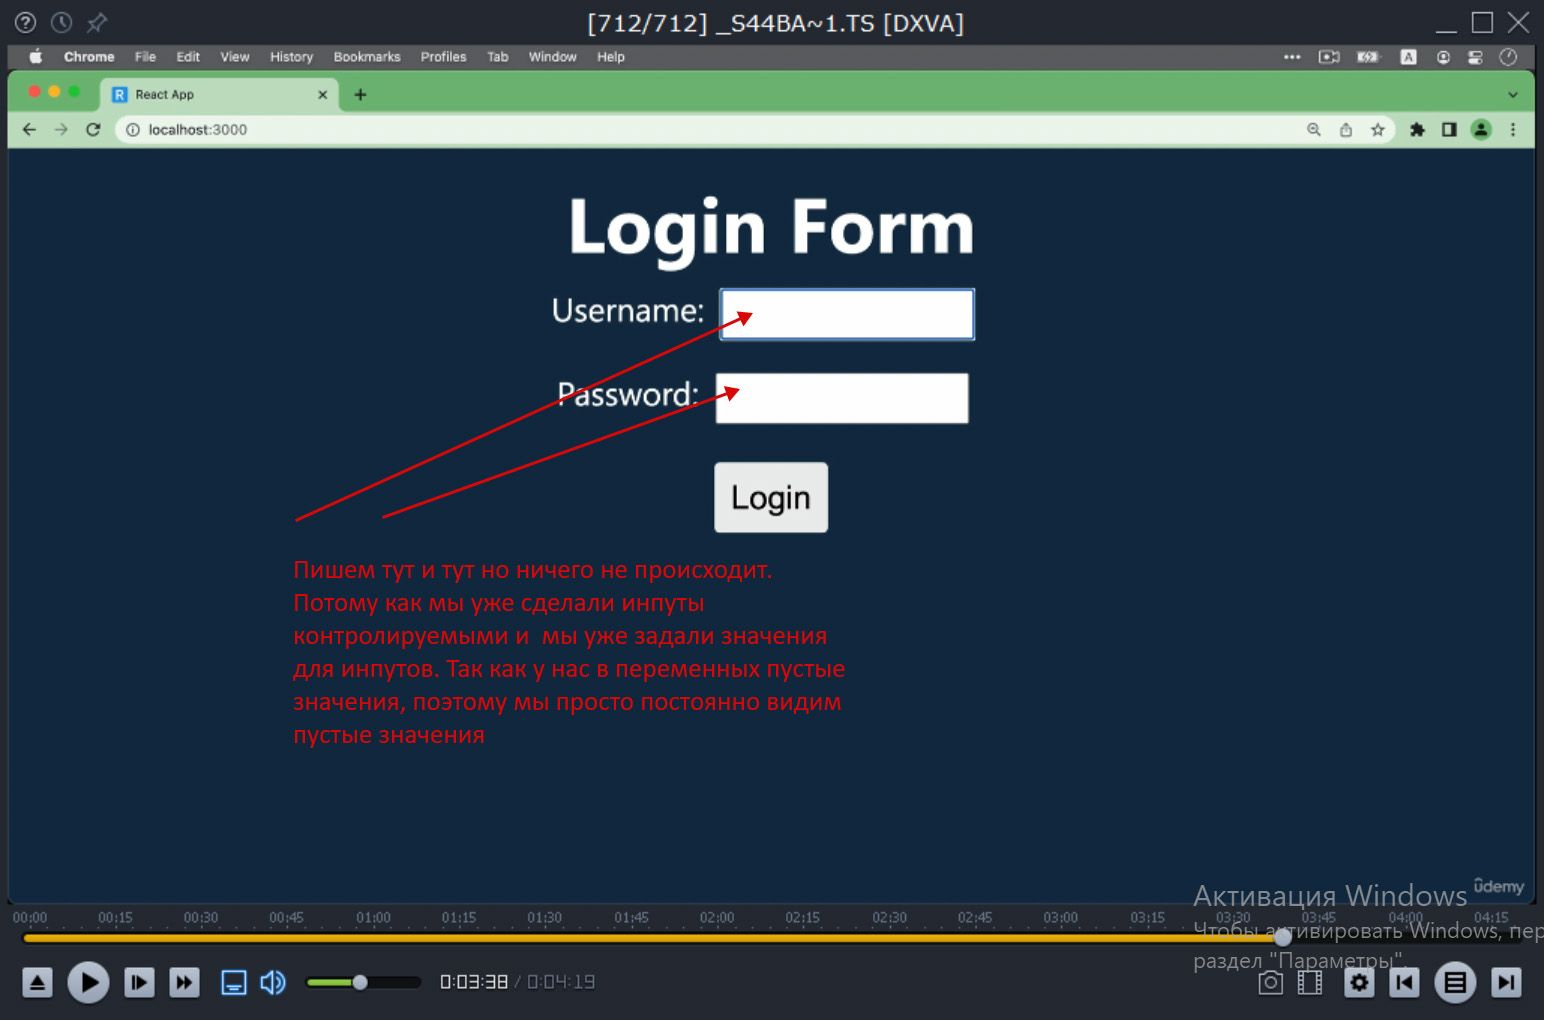 [712/712] _S44BA~1.TS [DXVA]
Chrome File Edit View History Bookmarks Profiles Tab Window Help
A
R React App
localhost:3000
Login Form
Username:
Password:
Login
Пишем тут и тут но ничего не происходит.
Потому как мы уже сделали инпуты
контролируемыми и  мы уже задали значения
для инпутов. Так как у нас в переменных пустые
значения, поэтому мы просто постоянно видим
пустые значения
ûdemy
Активация Windows
Чтобы активировать Windows, пер
раздел "Параметры".
00:00 00:15 00:30 00:45 01:00 01:15 01:30 01:45 02:00 02:15 02:30 02:45 03:00 03:15 03:30 03:45 04:00 04:15
0:03:38 / 0:04:19